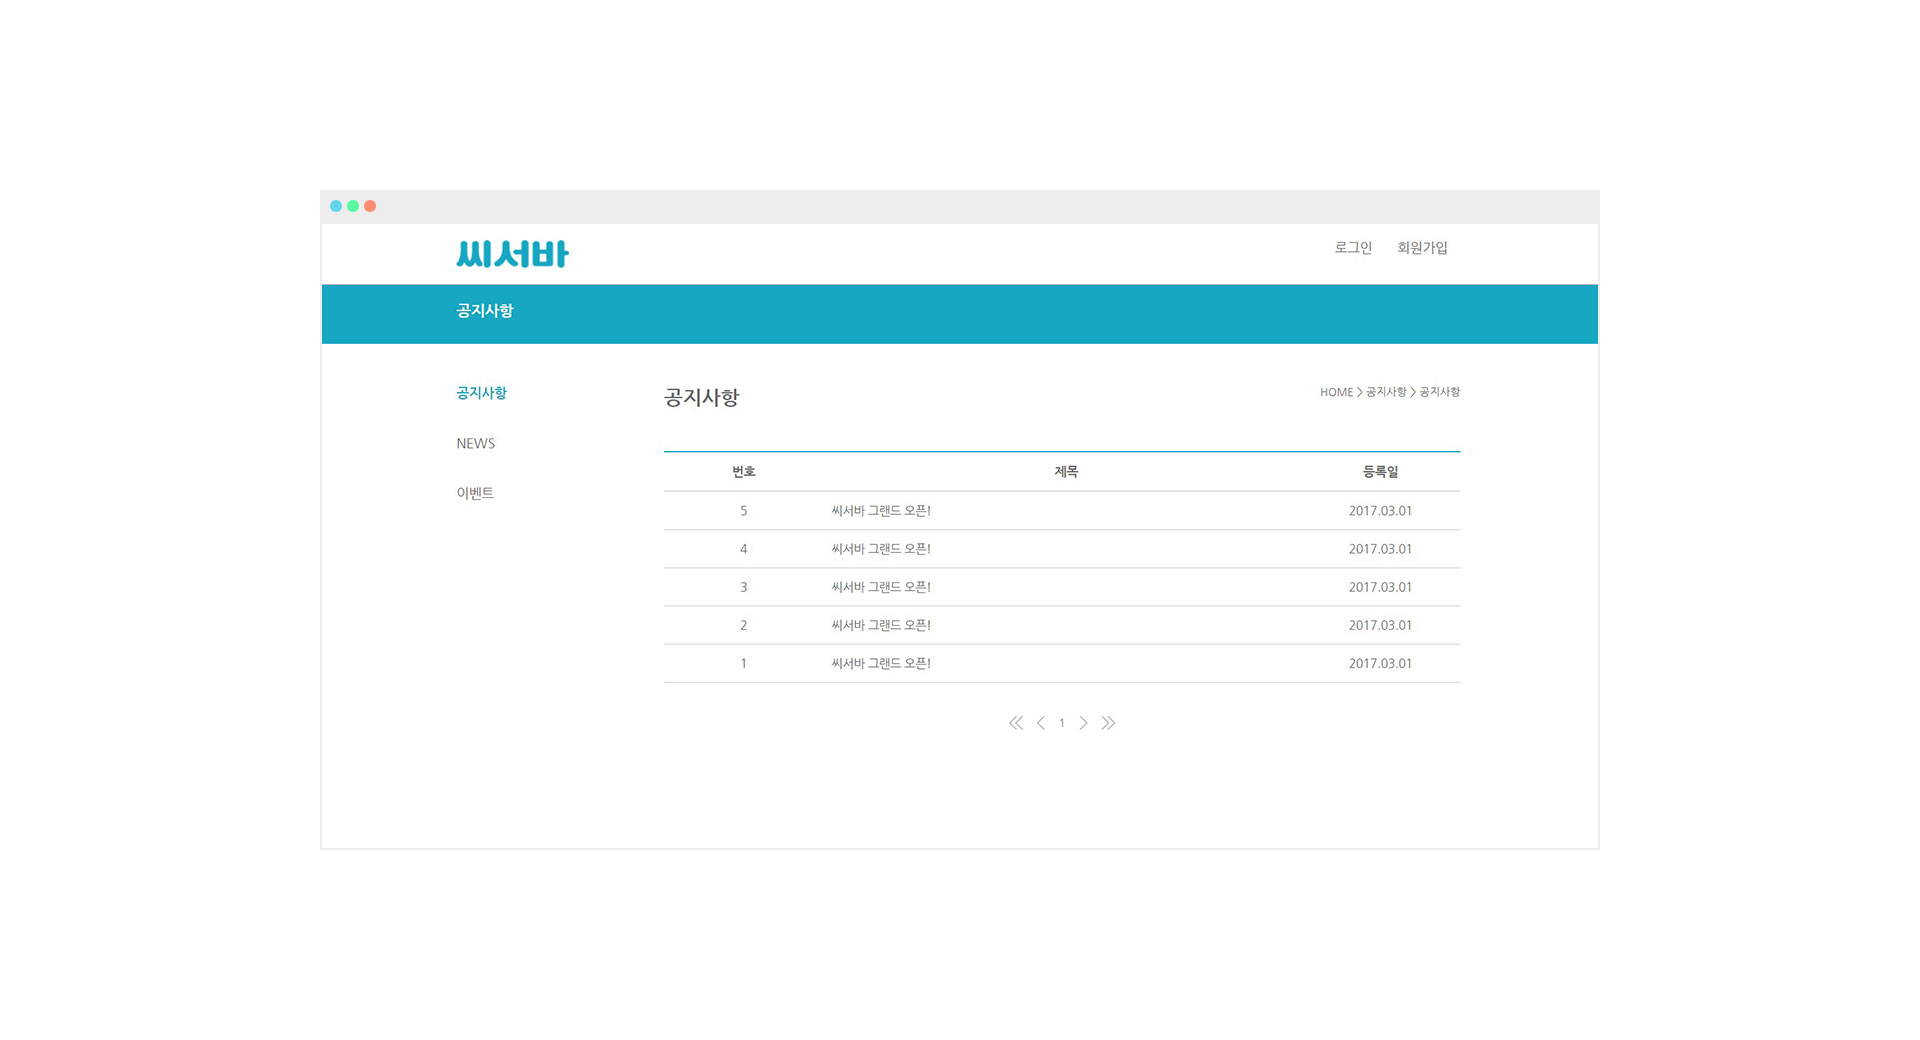 씨서바
로그인 회원가입
공지사항
공지사항
NEWS
이벤트
공지사항
HOME > 공지사항 > 공지사항
번호 제목 등록일
5 씨서바 그랜드 오픈! 2017.03.01
4 씨서바 그랜드 오픈! 2017.03.01
3 씨서바 그랜드 오픈! 2017.03.01
2 씨서바 그랜드 오픈! 2017.03.01
1 씨서바 그랜드 오픈! 2017.03.01
1